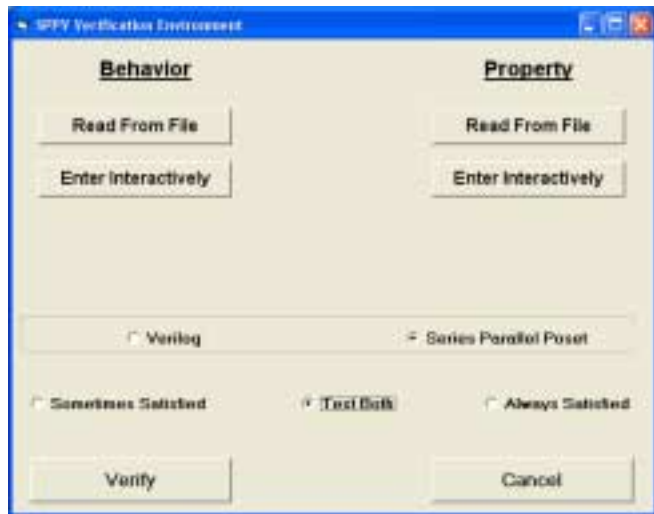 SPPV Verification Environment
Behavior Property
Read From File Read From File
Enter Interactively Enter Interactively
Verilog Series Parallel Poset
Sometimes Satisfied Test Both Always Satisfied
Verify Cancel